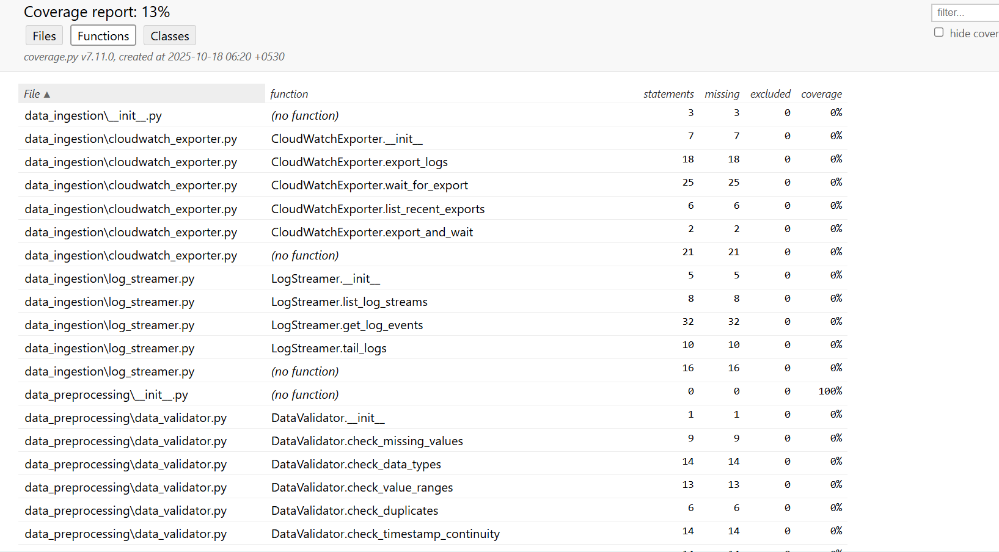 Coverage report: 13%
filter...
Files Functions Classes
hide cover
coverage.py v7.11.0, created at 2025-10-18 06:20 +0530
File ▲ function statements missing excluded coverage
data_ingestion\__init__.py (no function) 3 3 0 0%
data_ingestion\cloudwatch_exporter.py CloudWatchExporter.__init__ 7 7 0 0%
data_ingestion\cloudwatch_exporter.py CloudWatchExporter.export_logs 18 18 0 0%
data_ingestion\cloudwatch_exporter.py CloudWatchExporter.wait_for_export 25 25 0 0%
data_ingestion\cloudwatch_exporter.py CloudWatchExporter.list_recent_exports 6 6 0 0%
data_ingestion\cloudwatch_exporter.py CloudWatchExporter.export_and_wait 2 2 0 0%
data_ingestion\cloudwatch_exporter.py (no function) 21 21 0 0%
data_ingestion\log_streamer.py LogStreamer.__init__ 5 5 0 0%
data_ingestion\log_streamer.py LogStreamer.list_log_streams 8 8 0 0%
data_ingestion\log_streamer.py LogStreamer.get_log_events 32 32 0 0%
data_ingestion\log_streamer.py LogStreamer.tail_logs 10 10 0 0%
data_ingestion\log_streamer.py (no function) 16 16 0 0%
data_preprocessing\__init__.py (no function) 0 0 0 100%
data_preprocessing\data_validator.py DataValidator.__init__ 1 1 0 0%
data_preprocessing\data_validator.py DataValidator.check_missing_values 9 9 0 0%
data_preprocessing\data_validator.py DataValidator.check_data_types 14 14 0 0%
data_preprocessing\data_validator.py DataValidator.check_value_ranges 13 13 0 0%
data_preprocessing\data_validator.py DataValidator.check_duplicates 6 6 0 0%
data_preprocessing\data_validator.py DataValidator.check_timestamp_continuity 14 14 0 0%